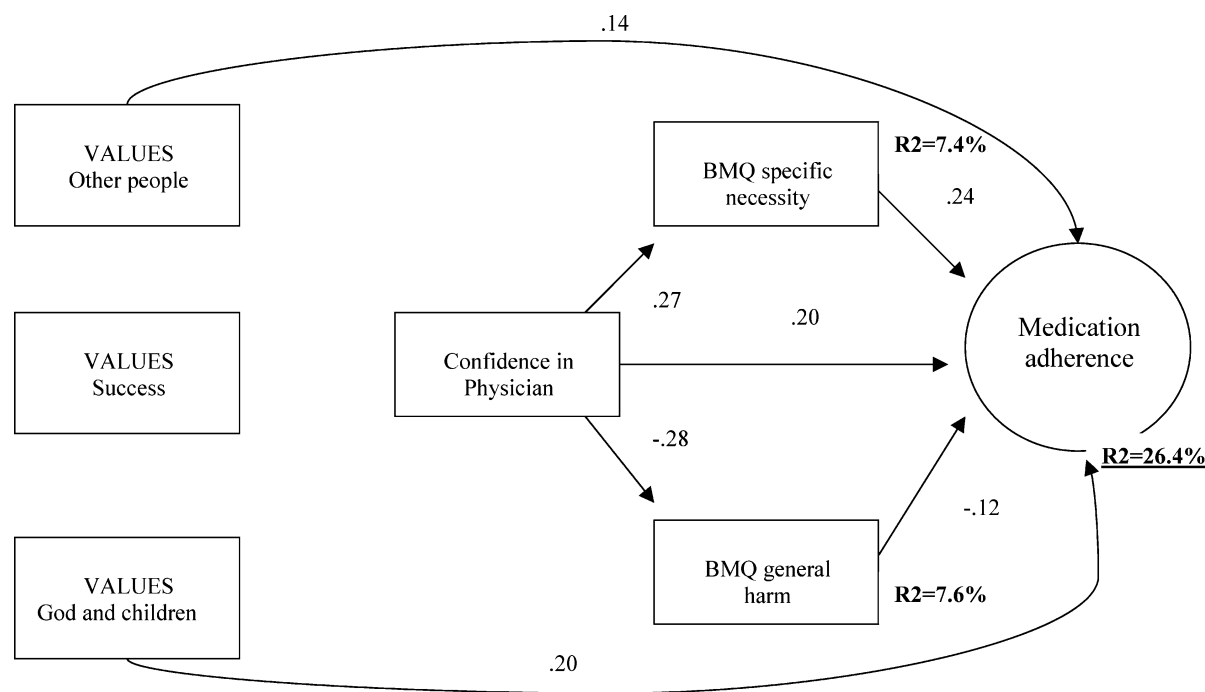 .14
VALUES
Other people
BMQ specific
necessity
R2=7.4%
.24
.27
.20
VALUES
Success
Confidence in
Physician
Medication
adherence
-.28
R2=26.4%
-.12
VALUES
God and children
BMQ general
harm
R2=7.6%
.20